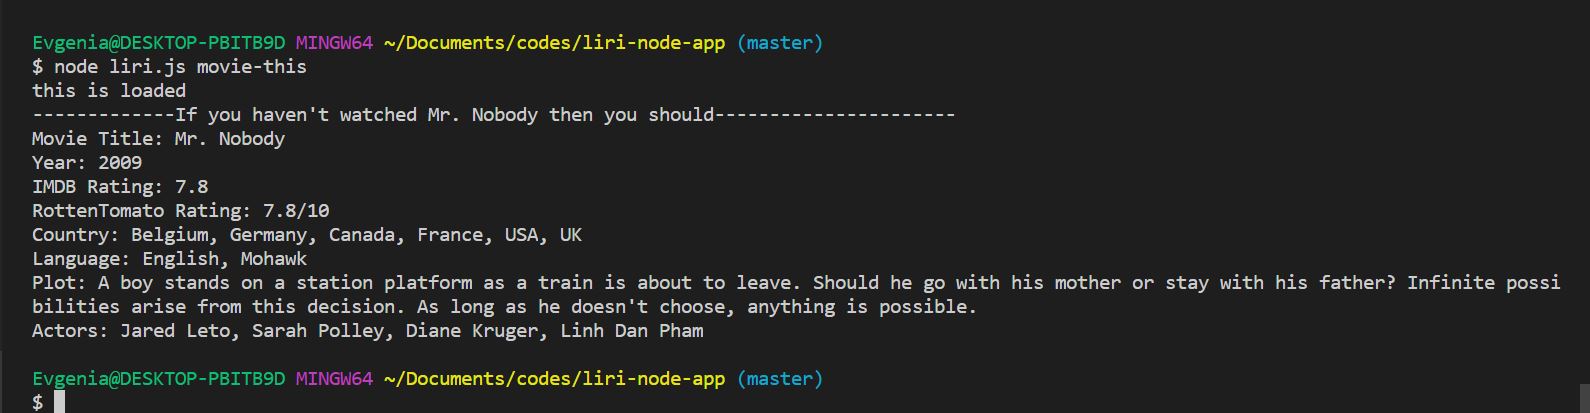 Evgenia@DESKTOP-PBITB9D MINGW64 ~/Documents/codes/liri-node-app (master)
$ node liri.js movie-this
this is loaded
-------------If you haven't watched Mr. Nobody then you should----------------------
Movie Title: Mr. Nobody
Year: 2009
IMDB Rating: 7.8
RottenTomato Rating: 7.8/10
Country: Belgium, Germany, Canada, France, USA, UK
Language: English, Mohawk
Plot: A boy stands on a station platform as a train is about to leave. Should he go with his mother or stay with his father? Infinite possi
bilities arise from this decision. As long as he doesn't choose, anything is possible.
Actors: Jared Leto, Sarah Polley, Diane Kruger, Linh Dan Pham
Evgenia@DESKTOP-PBITB9D MINGW64 ~/Documents/codes/liri-node-app (master)
$